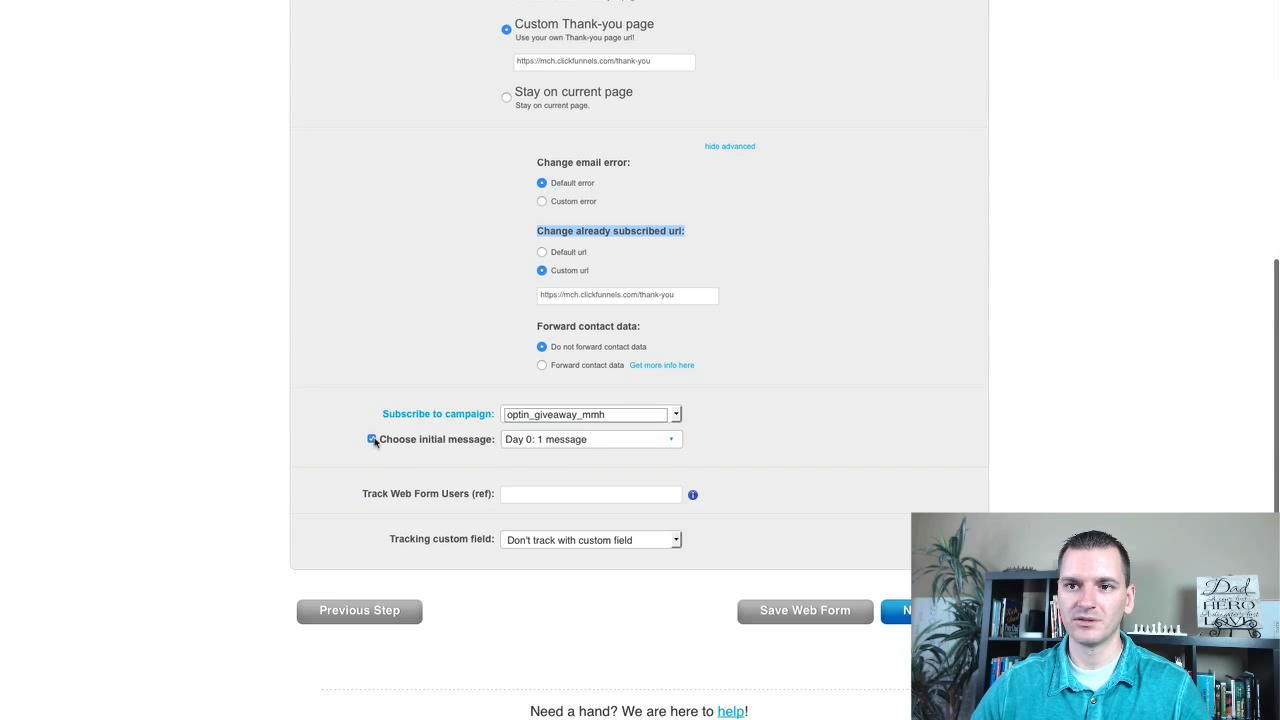 Custom Thank-you page
Use your own Thank-you page url!
https://mch.clickfunnels.com/thank-you
Stay on current page
Stay on current page.
hide advanced
Change email error:
Default error
Custom error
Change already subscribed url:
Default url
Custom url
https://mch.clickfunnels.com/thank-you
Forward contact data:
Do not forward contact data
Forward contact data Get more info here
Subscribe to campaign: optin_giveaway_mmh
Choose initial message: Day 0: 1 message
Track Web Form Users (ref):
Tracking custom field: Don't track with custom field
Previous Step
Save Web Form
N
Dad
HERO
LOVE
Need a hand? We are here to help!